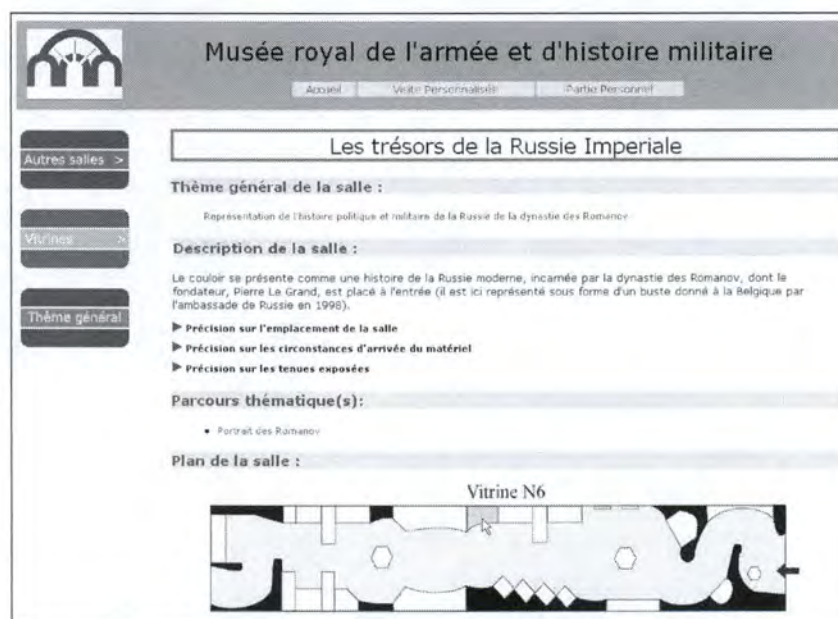 Musée royal de l'armée et d'histoire militaire
Accueil Visite Personnalisée Partie Personnel
Autres salles >
Vitrines >
Thème général
Les trésors de la Russie Imperiale
Thème général de la salle :
Représentation de l'histoire politique et militaire de la Russie de la dynastie des Romanov
Description de la salle :
Le couloir se présente comme une histoire de la Russie moderne, incarnée par la dynastie des Romanov, dont le
fondateur, Pierre Le Grand, est placé à l'entrée (il est ici représenté sous forme d'un buste donné à la Belgique par
l'ambassade de Russie en 1998).
▶ Précision sur l'emplacement de la salle
▶ Précision sur les circonstances d'arrivée du matériel
▶ Précision sur les tenues exposées
Parcours thématique(s):
• Portrait des Romanov
Plan de la salle :
Vitrine N6